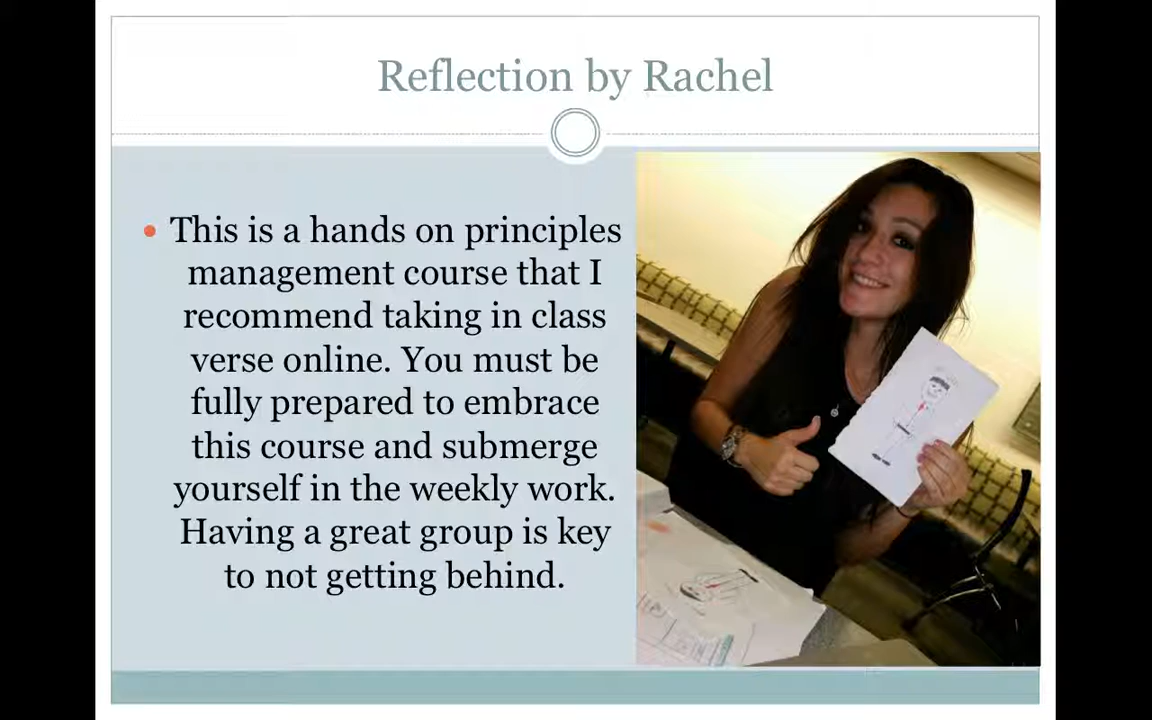 Reflection by Rachel
This is a hands on principles
management course that I
recommend taking in class
verse online. You must be
fully prepared to embrace
this course and submerge
yourself in the weekly work.
Having a great group is key
to not getting behind.